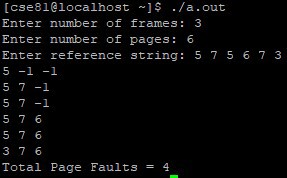 [cse81@localhost ~]$ ./a.out
Enter number of frames: 3
Enter number of pages: 6
Enter reference string: 5 7 5 6 7 3
5 -1 -1
5 7 -1
5 7 -1
5 7 6
5 7 6
3 7 6
Total Page Faults = 4